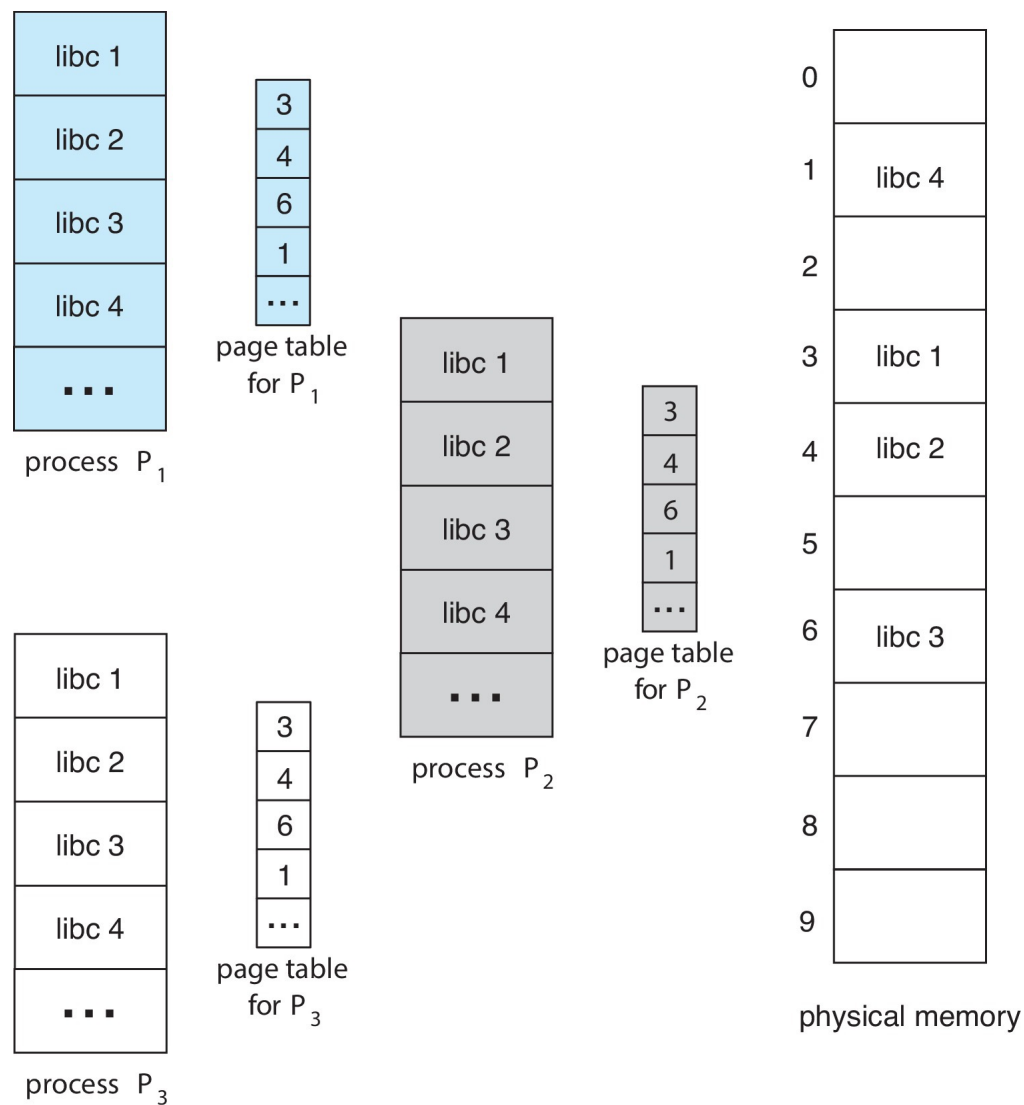 libc 1
libc 2
libc 3
libc 4
...
process P1
3
4
6
1
...
page table
for P1
libc 1
libc 2
libc 3
libc 4
...
process P2
3
4
6
1
...
page table
for P2
libc 1
libc 2
libc 3
libc 4
...
process P3
3
4
6
1
...
page table
for P3
0
1 libc 4
2
3 libc 1
4 libc 2
5
6 libc 3
7
8
9
physical memory